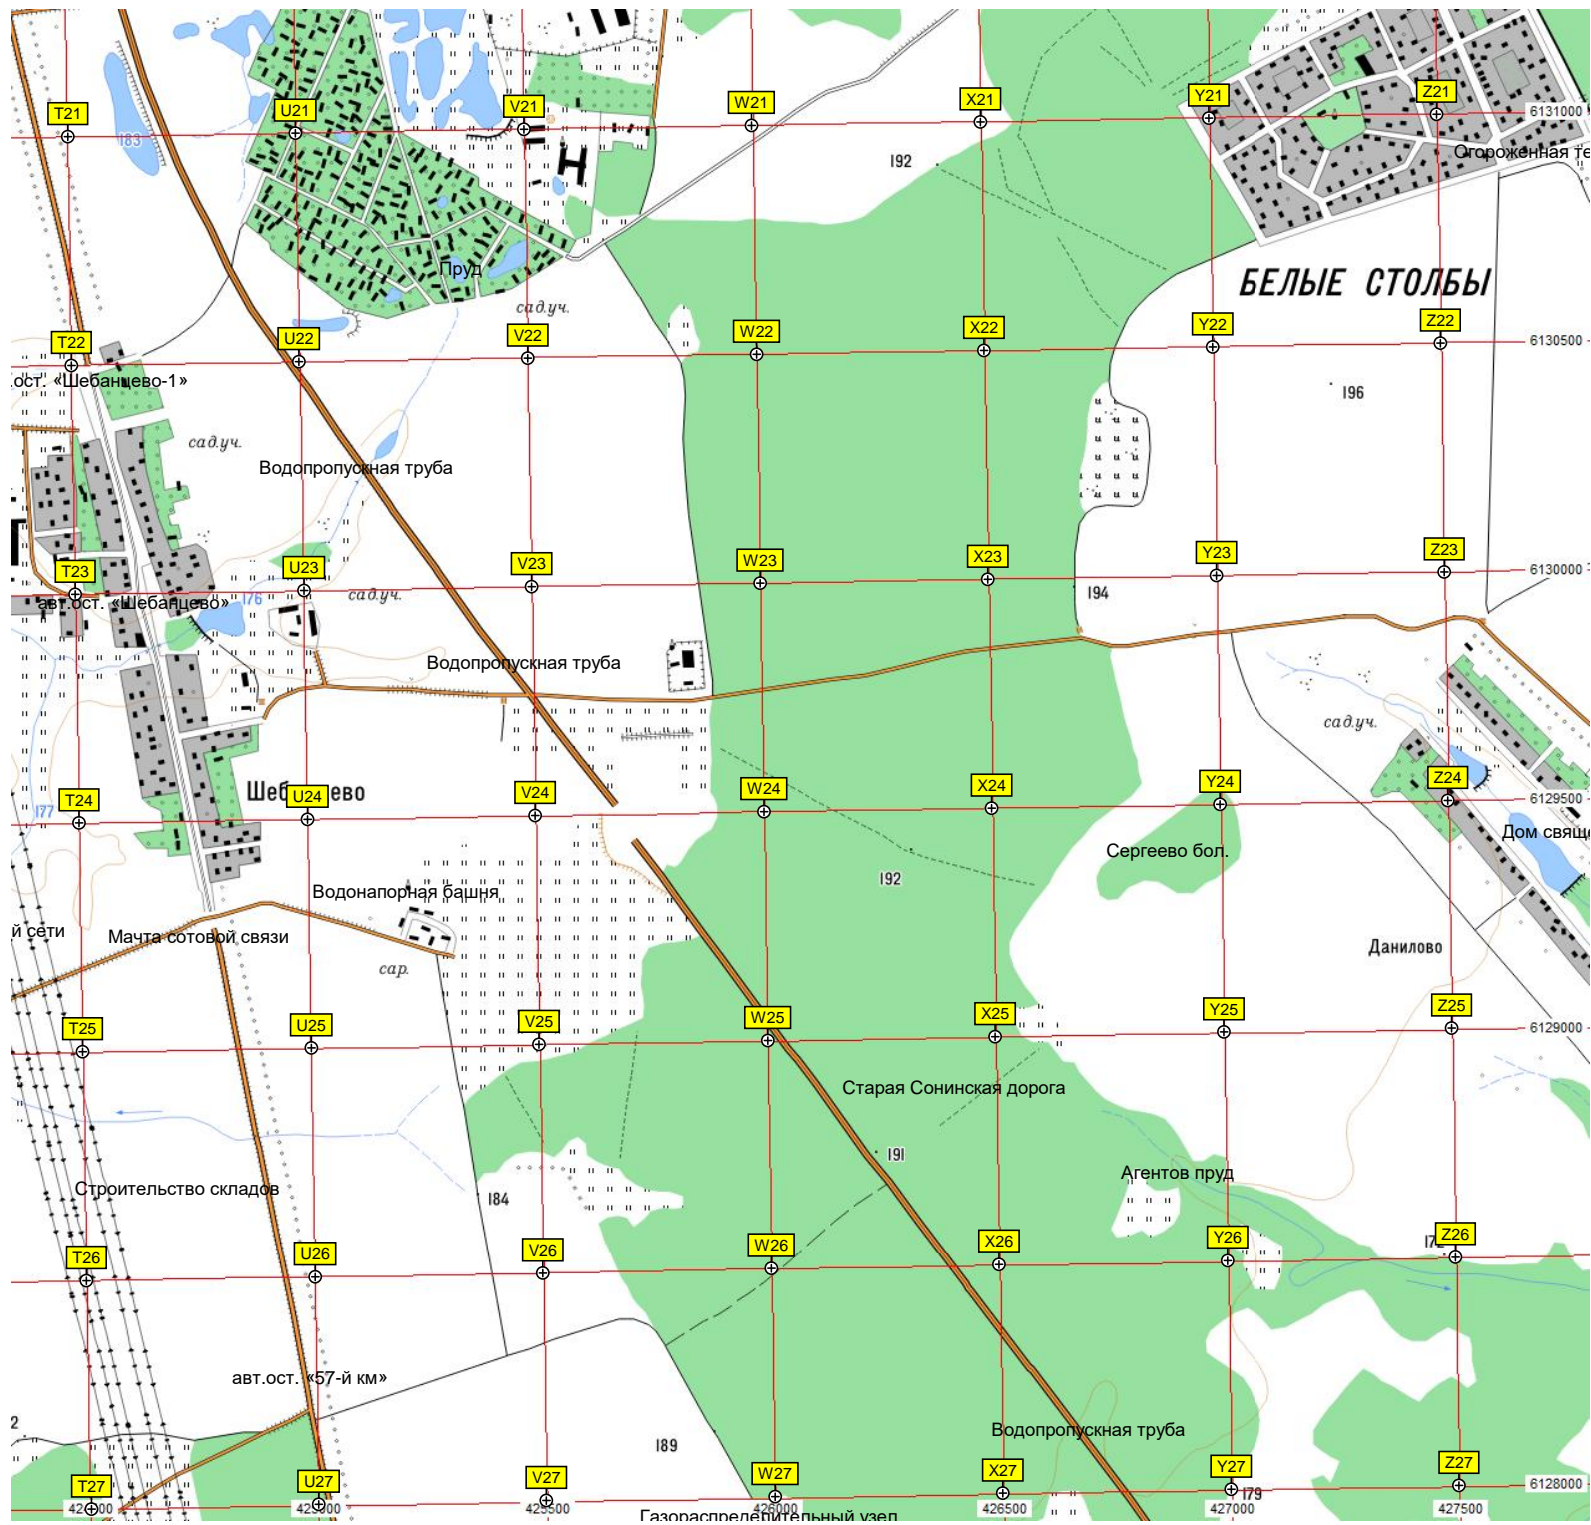 T21
U21
V21
W21
X21
Y21
Z21
6131000
183
192
Огороженная те
Пруд
сад.уч.
БЕЛЫЕ СТОЛБЫ
T22
U22
V22
W22
X22
Y22
Z22
6130500
.ост. «Шебанцево-1»
196
сад.уч.
Водопропускная труба
T23
U23
V23
W23
X23
Y23
Z23
6130000
авт.ост. «Шебанцево»
176
сад.уч.
194
Водопропускная труба
сад.уч.
T24
U24
V24
W24
X24
Y24
Z24
6129500
177
Дом свяще
Сергеево бол.
192
Водонапорная башня
й сети
Мачта сотовой связи
сар.
Данилово
T25
U25
V25
W25
X25
Y25
Z25
6129000
Старая Сонинская дорога
191
Агентов пруд
Строительство складов
184
T26
U26
V26
W26
X26
Y26
Z26
172
авт.ост. «57-й км»
2
189
Водопропускная труба
T27
U27
V27
W27
X27
Y27
Z27
6128000
179
425500
426000
426500
427000
427500
Газораспределительный узел